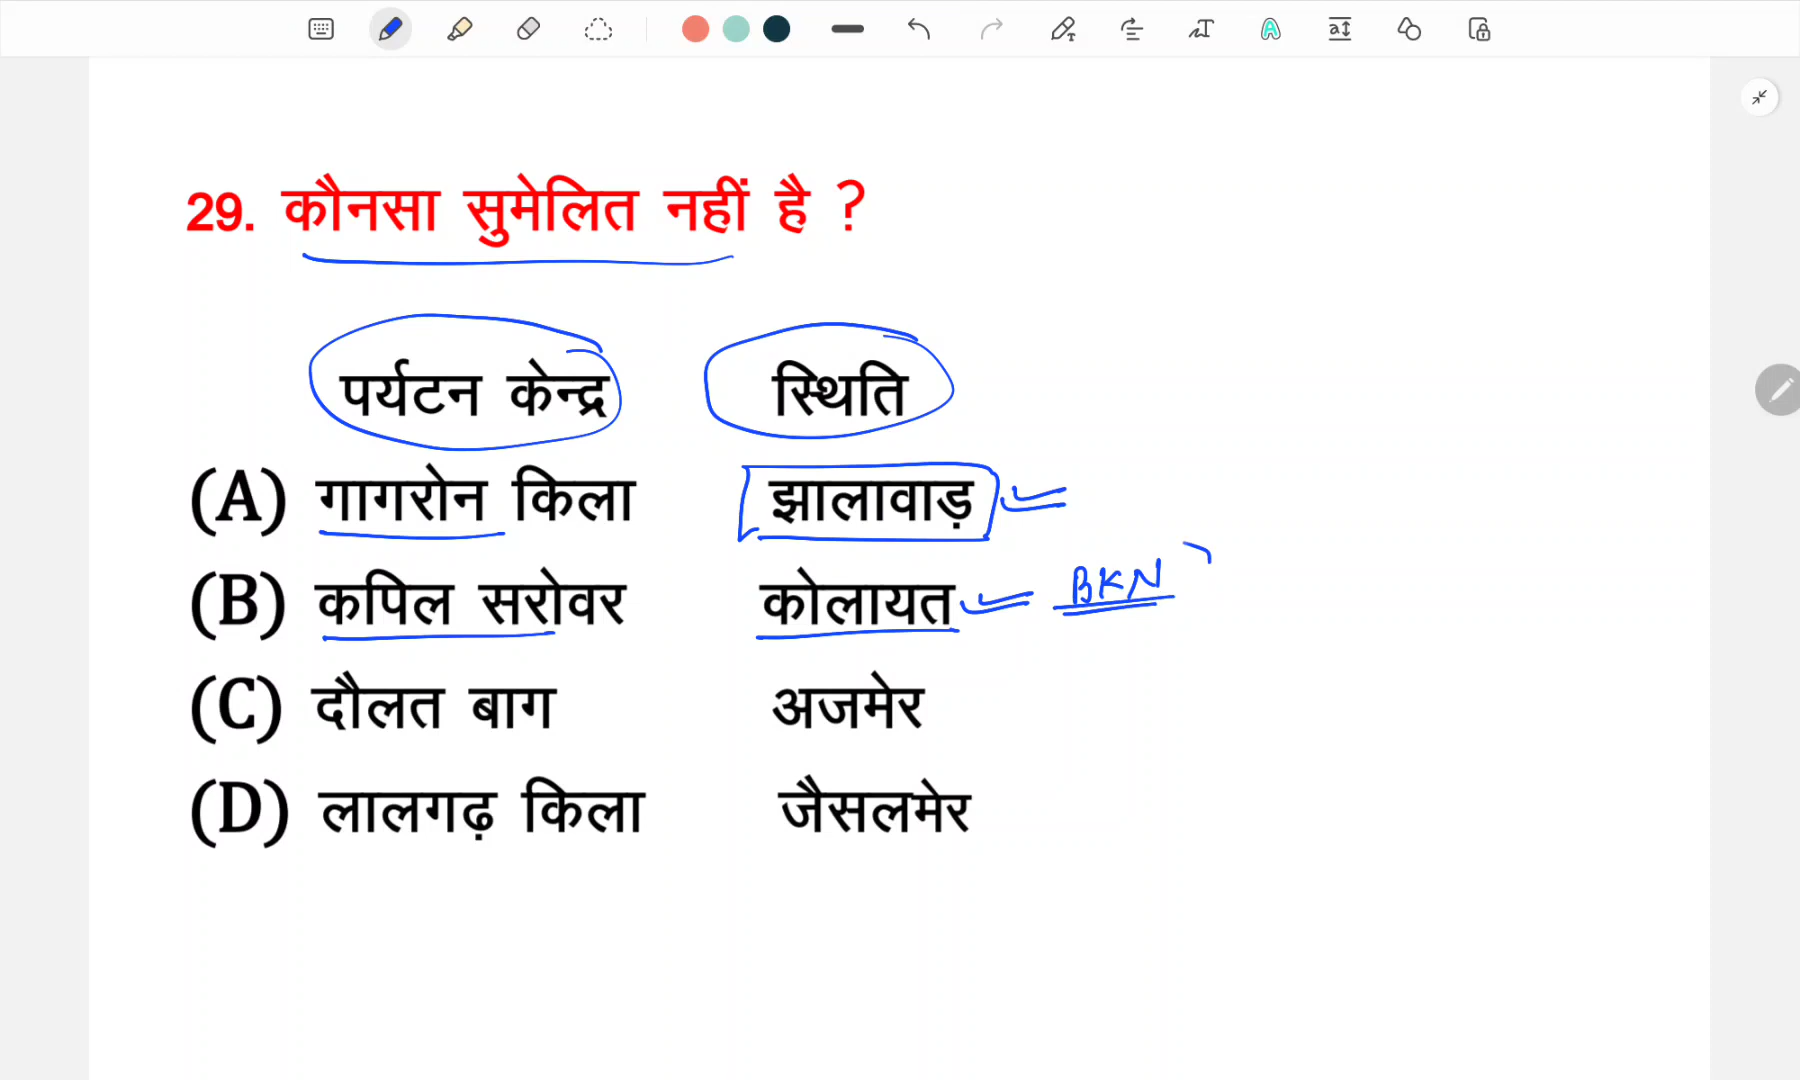 29. कौनसा सुमेलित नहीं है ?
पर्यटन केन्द्र स्थिति
(A) गागरोन किला झालावाड़
(B) कपिल सरोवर कोलायत BKN
(C) दौलत बाग अजमेर
(D) लालगढ़ किला जैसलमेर